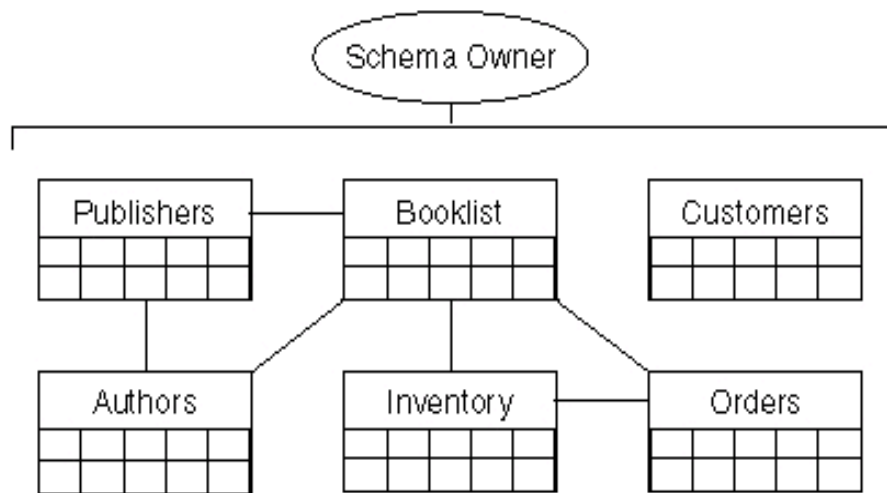 Schema Owner
Publishers
Booklist
Customers
Authors
Inventory
Orders